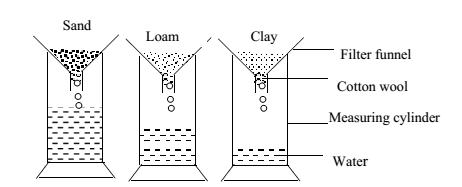 Sand
Loam
Clay
Filter funnel
Cotton wool
Measuring cylinder
Water